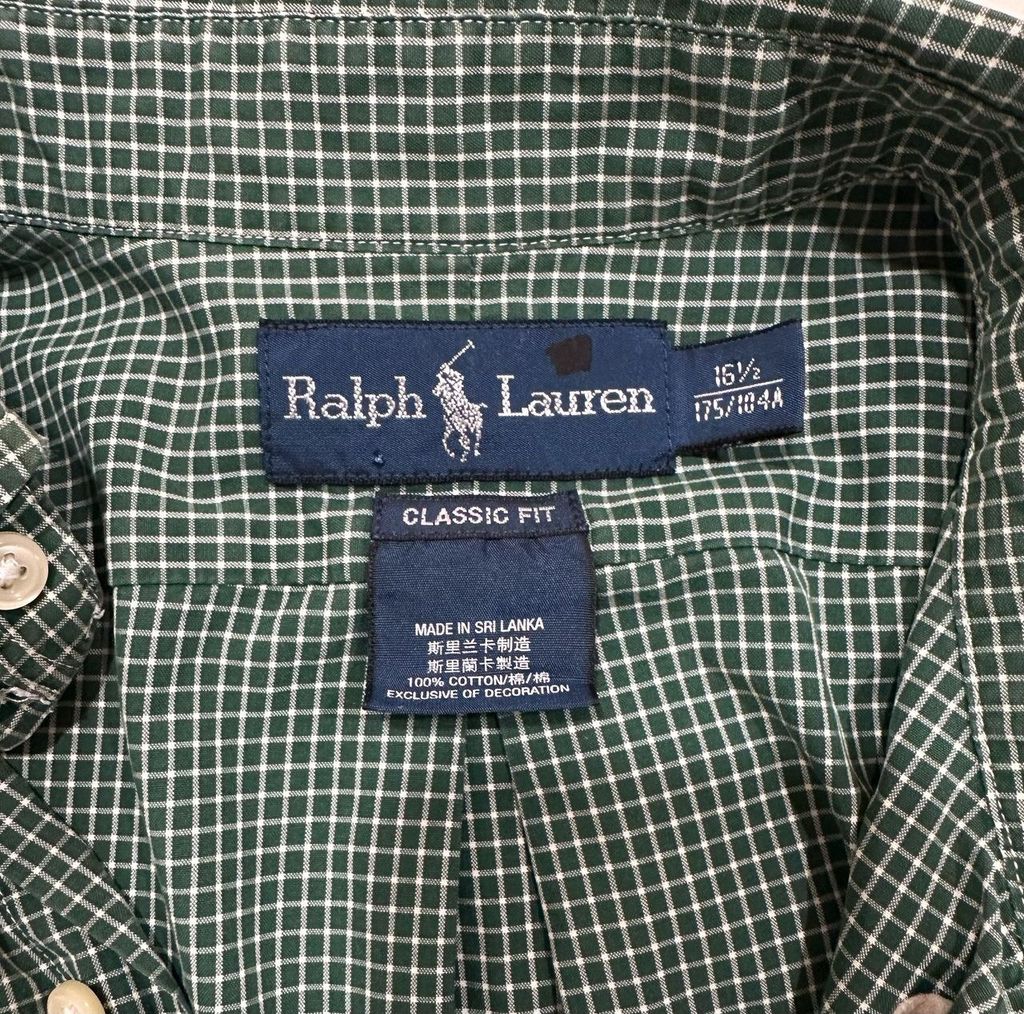 Ralph Lauren
16½
175/104A
CLASSIC FIT
MADE IN SRI LANKA
斯里兰卡制造
斯里蘭卡製造
100% COTTON/棉/棉
EXCLUSIVE OF DECORATION